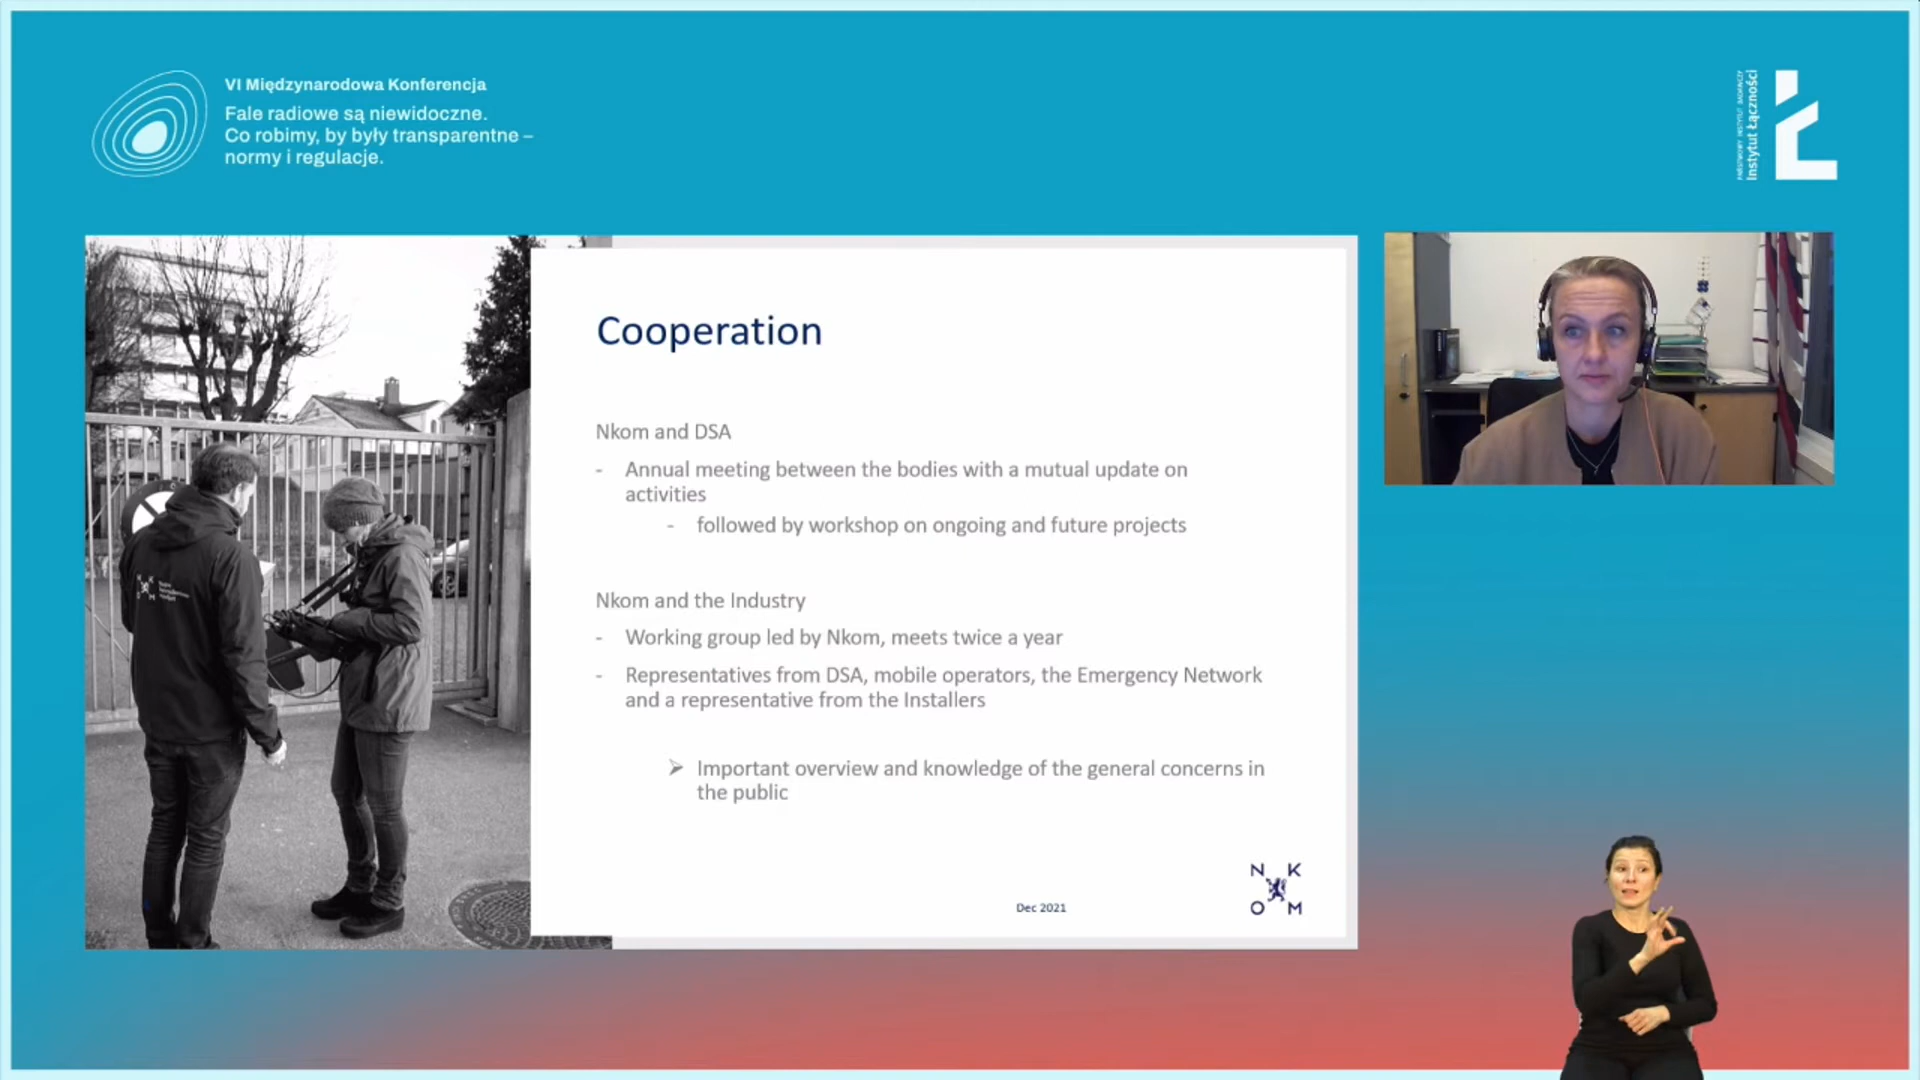 VI Międzynarodowa Konferencja
Fale radiowe są niewidoczne.
Co robimy, by były transparentne –
normy i regulacje.
PAŃSTWOWY INSTYTUT BADAWCZY
Instytut Łączności
Cooperation
Nkom and DSA
- Annual meeting between the bodies with a mutual update on
activities
- followed by workshop on ongoing and future projects
Nkom and the Industry
- Working group led by Nkom, meets twice a year
- Representatives from DSA, mobile operators, the Emergency Network
and a representative from the Installers
➢ Important overview and knowledge of the general concerns in
the public
Dec 2021
N K
O M